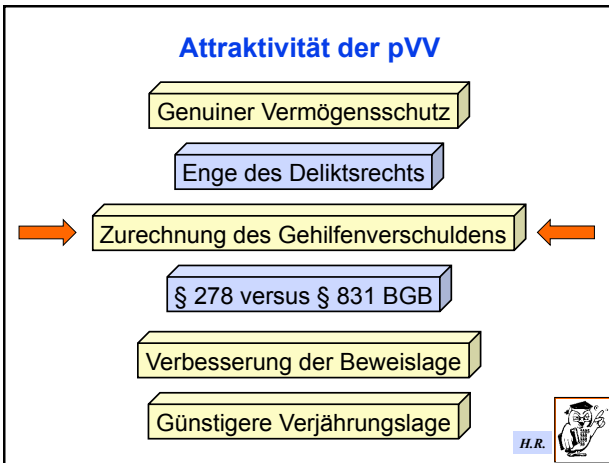 Attraktivität der pVV
Genuiner Vermögensschutz
Enge des Deliktsrechts
Zurechnung des Gehilfenverschuldens
§ 278 versus § 831 BGB
Verbesserung der Beweislage
Günstigere Verjährungslage
H.R.